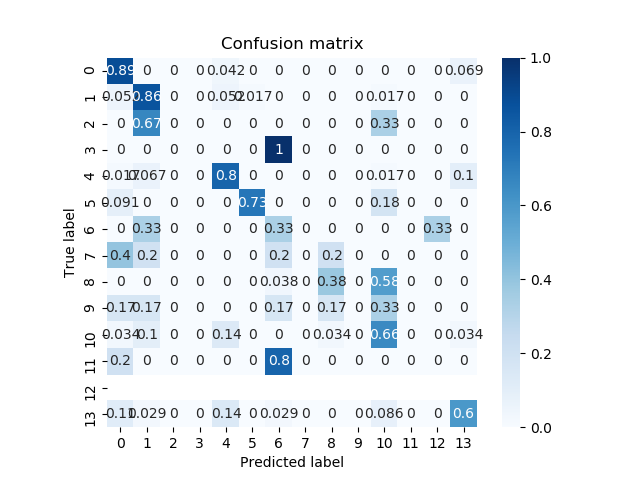 Confusion matrix
0 0.89 0 0 0 0.042 0 0 0 0 0 0 0 0 0.069
1 0.86 0 0 0.052 0.017 0 0 0 0 0.017 0 0 0
2 0 0.67 0 0 0 0 0 0 0 0 0.33 0 0 0
3 0 0 0 0 0 0 1 0 0 0 0 0 0 0
4 0.017 0.067 0 0 0.8 0 0 0 0 0 0.017 0 0 0.1
5 0.091 0 0 0 0 0.73 0 0 0 0 0.18 0 0 0
6 0 0.33 0 0 0 0 0.33 0 0 0 0 0 0.33 0
7 0.4 0.2 0 0 0 0 0.2 0 0.2 0 0 0 0 0
8 0 0 0 0 0 0 0.038 0 0.38 0 0.58 0 0 0
9 0.17 0.17 0 0 0 0 0.17 0 0.17 0 0.33 0 0 0
10 0.034 0.1 0 0 0.14 0 0 0 0.034 0 0.66 0 0 0.034
11 0.2 0 0 0 0 0 0.8 0 0 0 0 0 0 0
12
13 0.11 0.029 0 0 0.14 0 0.029 0 0 0 0.086 0 0 0.6
0 1 2 3 4 5 6 7 8 9 10 11 12 13
Predicted label
True label
1.0
0.8
0.6
0.4
0.2
0.0